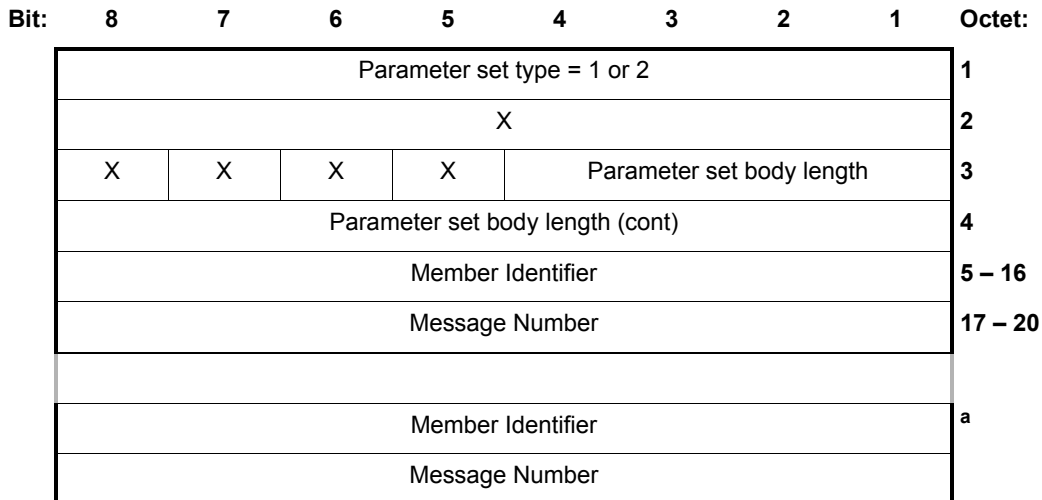 Bit: 8 7 6 5 4 3 2 1 Octet:
Parameter set type = 1 or 2 1
X 2
X X X X Parameter set body length 3
Parameter set body length (cont) 4
Member Identifier 5 – 16
Message Number 17 – 20
Member Identifier a
Message Number